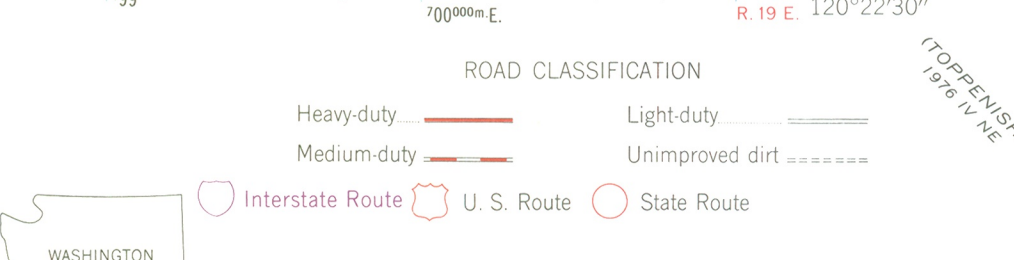 ⁷00⁰⁰⁰ᵐ·E.
R. 19 E. 120°22′30″
(TOPPENISH
1976 IV NE
ROAD CLASSIFICATION
Heavy-duty Light-duty
Medium-duty Unimproved dirt
Interstate Route U. S. Route State Route
WASHINGTON